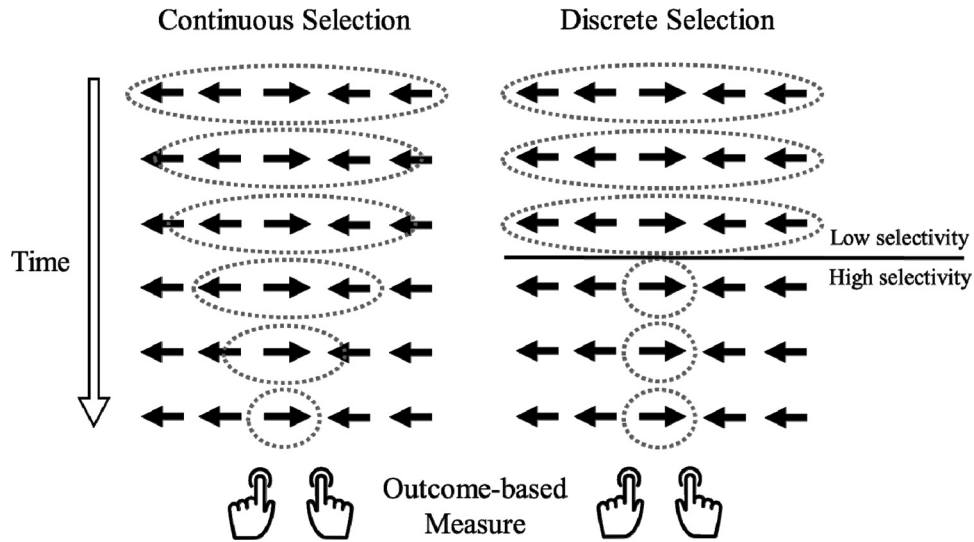 Continuous Selection
Discrete Selection
Time
Low selectivity
High selectivity
Outcome-based
Measure